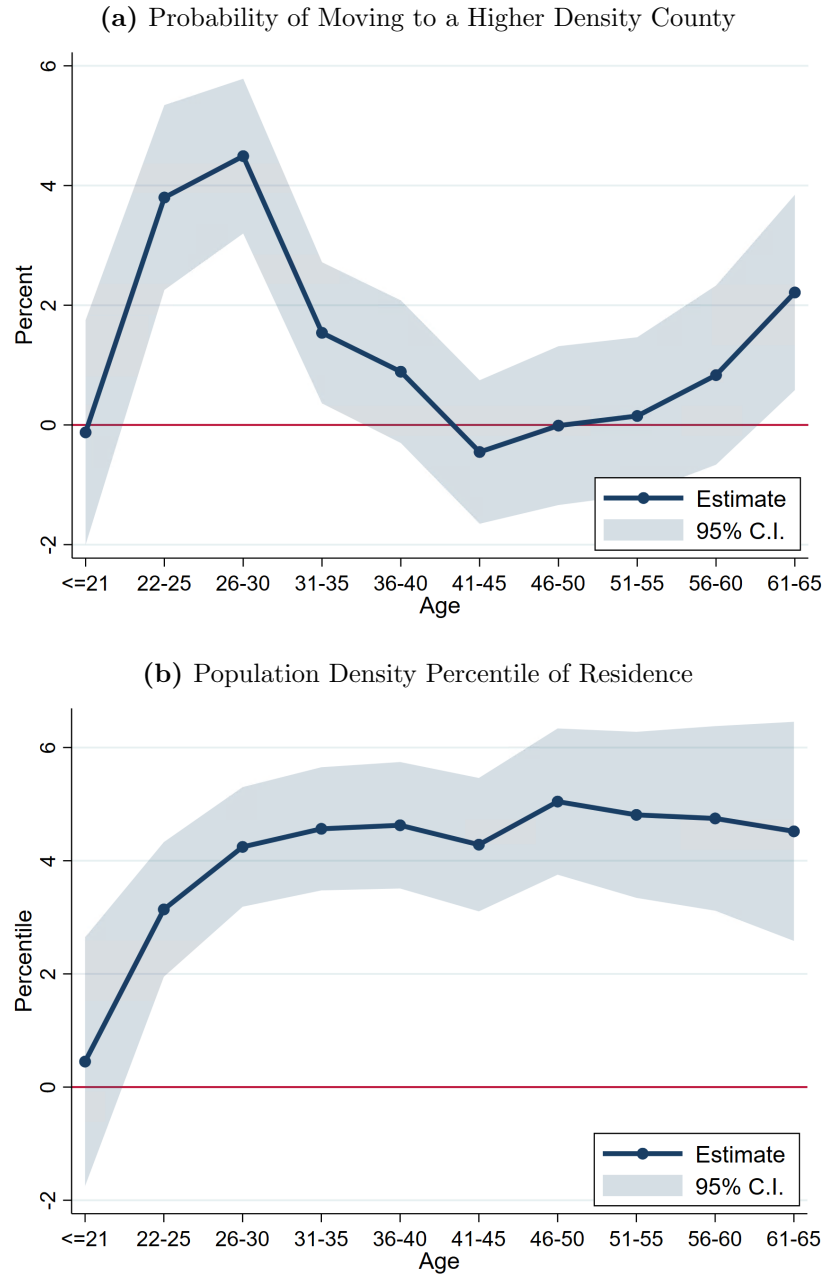 (a) Probability of Moving to a Higher Density County
6
4
2
0
-2
Percent
<=21 22-25 26-30 31-35 36-40 41-45 46-50 51-55 56-60 61-65
Age
Estimate
95% C.I.
(b) Population Density Percentile of Residence
6
4
2
0
-2
Percentile
<=21 22-25 26-30 31-35 36-40 41-45 46-50 51-55 56-60 61-65
Age
Estimate
95% C.I.